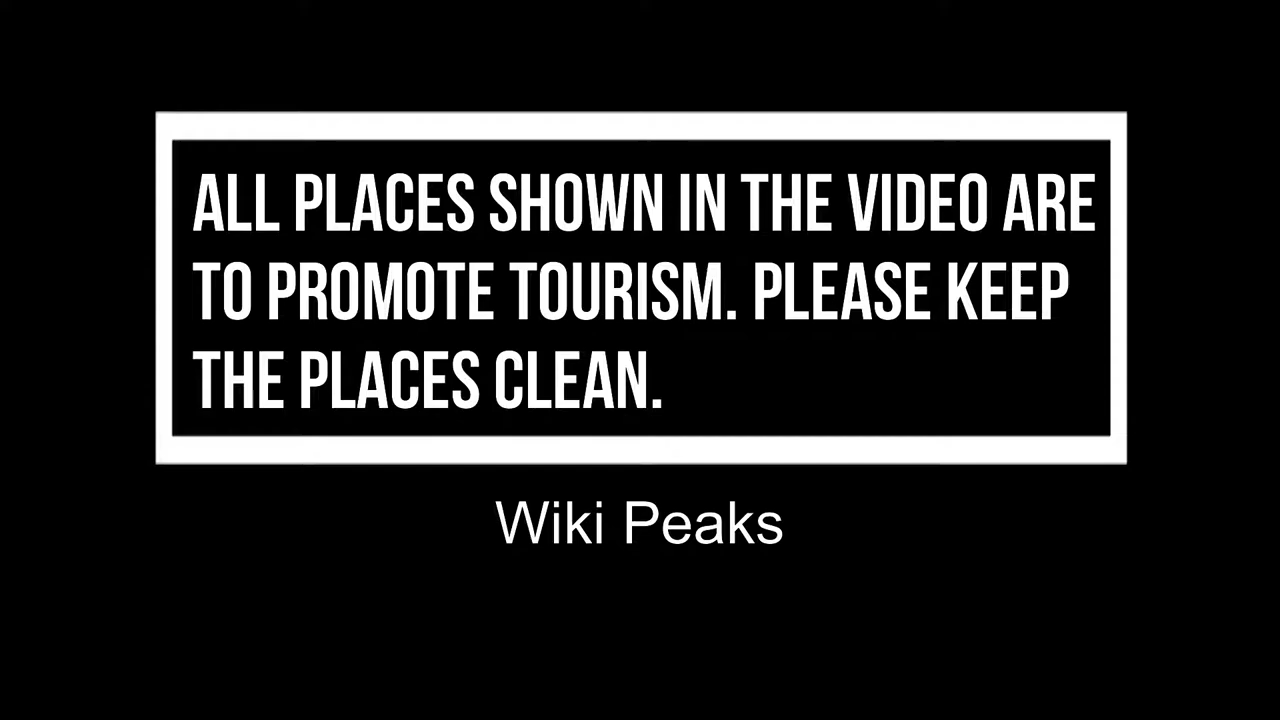 ALL PLACES SHOWN IN THE VIDEO ARE
TO PROMOTE TOURISM. PLEASE KEEP
THE PLACES CLEAN.
Wiki Peaks